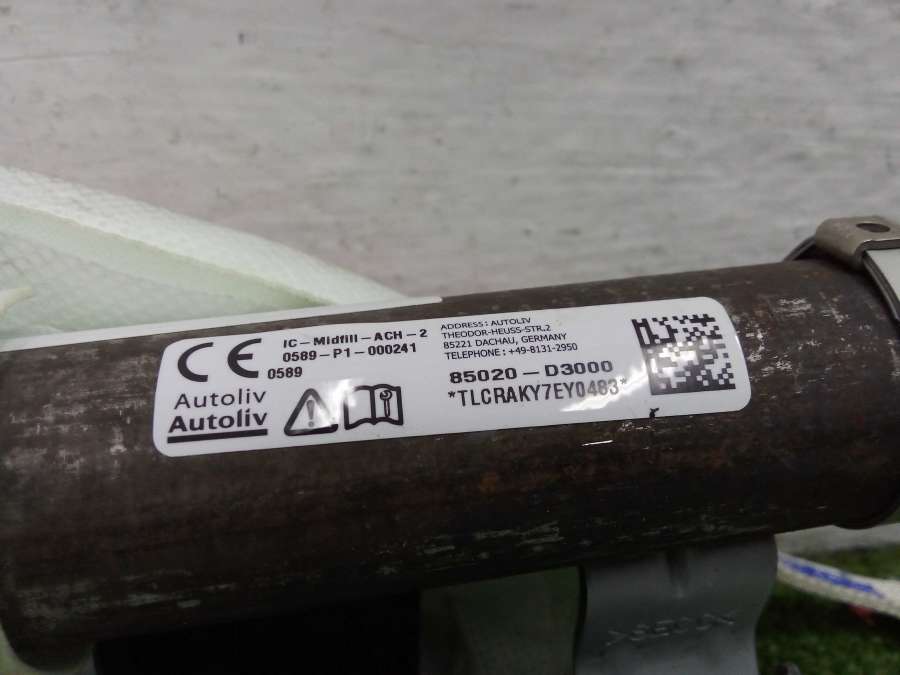 CE
0589
Autoliv
Autoliv
IC-Midfill-ACH-2
0589-P1-000241
ADDRESS: AUTOLIV
THEODOR-HEUSS-STR,2
85221 DACHAU, GERMANY
TELEPHONE: +49-8131-2950
85020-D3000
*TLCRAKY7EY0483*